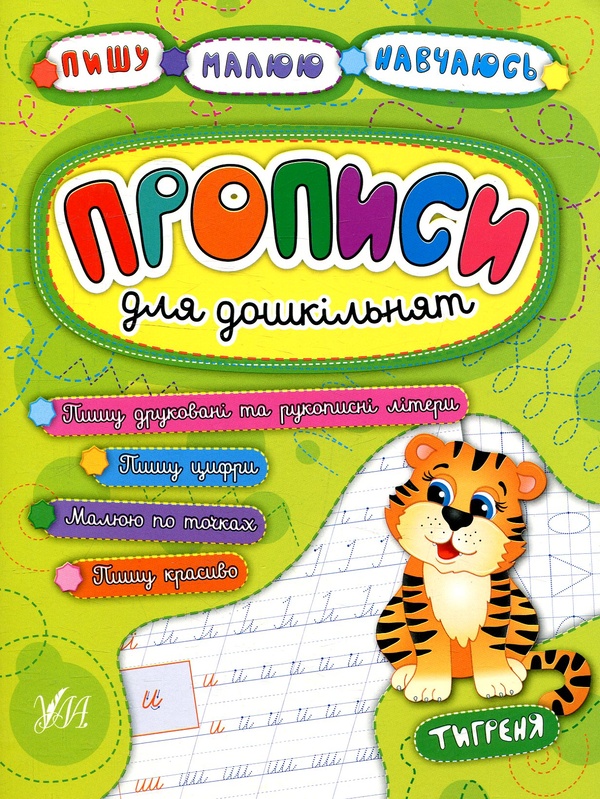 ПИШУ МАЛЮЮ НАВЧАЮСЬ
ПРОПИСИ
для дошкільнят
Пишу друковані та рукописні літери
Пишу цифри
Малюю по точках
Пишу красиво
и
УЛА
ТИГРЕНЯ